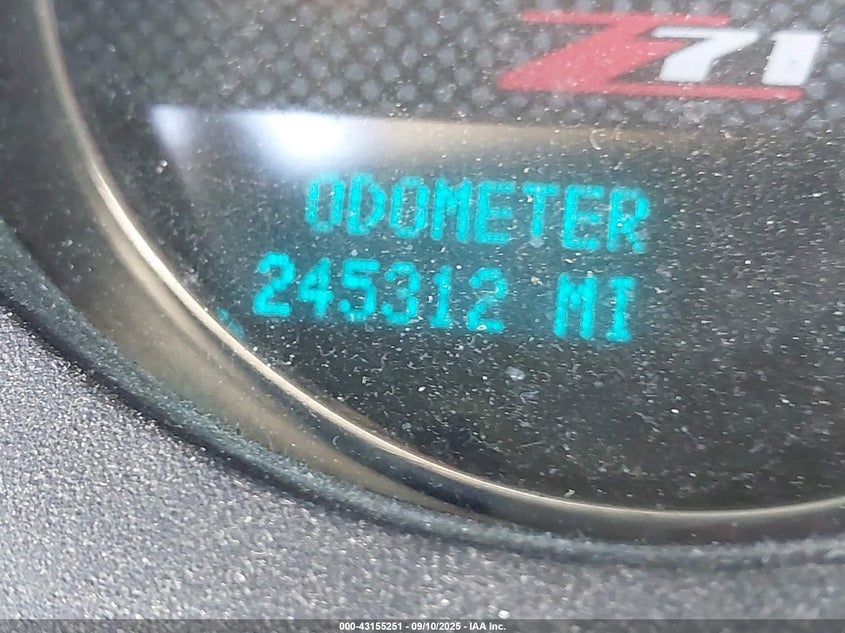 Z71
ODOMETER
245312 MI
000-43155251 - 09/10/2025 - IAA Inc.